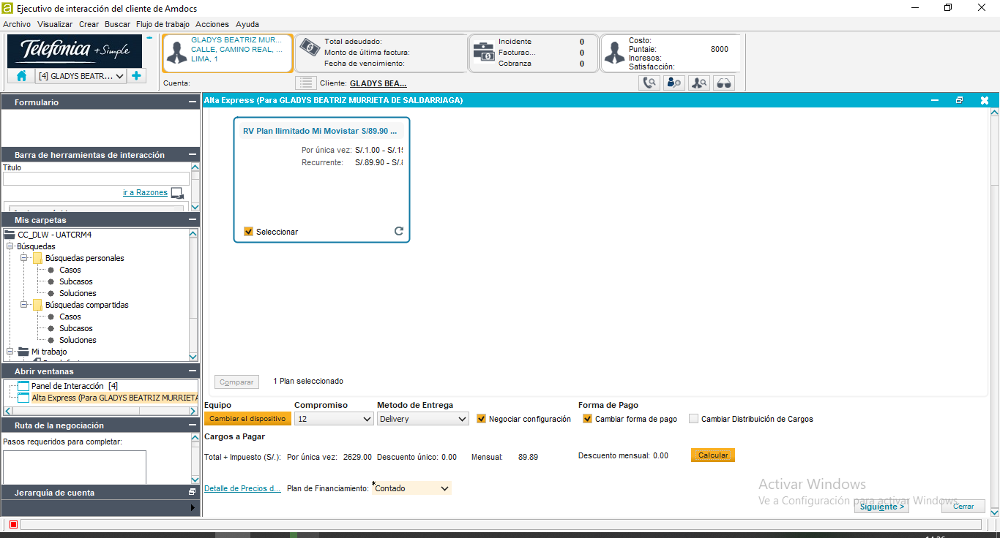 Ejecutivo de interacción del cliente de Amdocs
Archivo Visualizar Crear Buscar Flujo de trabajo Acciones Ayuda
Telefónica +Simple
[4] GLADYS BEATR...
GLADYS BEATRIZ MUR...
CALLE, CAMINO REAL, ...
LIMA, 1
Total adeudado:
Monto de última factura:
Fecha de vencimiento:
Incidente 0
Facturac... 0
Cobranza 0
Costo:
Puntaje: 8000
Ingresos:
Satisfacción:
Cuenta:
Cliente: GLADYS BEA...
Formulario
Barra de herramientas de interacción
Título
ir a Razones
Mis carpetas
CC_DLW - UATCRM4
Búsquedas
Búsquedas personales
Casos
Subcasos
Soluciones
Búsquedas compartidas
Casos
Subcasos
Soluciones
Mi trabajo
Abrir ventanas
Panel de Interacción [4]
Alta Express (Para GLADYS BEATRIZ MURRIETA
Ruta de la negociación
Pasos requeridos para completar:
Jerarquía de cuenta
Alta Express (Para GLADYS BEATRIZ MURRIETA DE SALDARRIAGA)
RV Plan Ilimitado Mi Movistar S/89.90 ...
Por única vez: S/.1.00 - S/.1
Recurrente: S/.89.90 - S/.
Seleccionar
Comparar
1 Plan seleccionado
Equipo Compromiso Metodo de Entrega Forma de Pago
Cambiar el dispositivo 12 Delivery Negociar configuración Cambiar forma de pago Cambiar Distribución de Cargos
Cargos a Pagar
Total + Impuesto (S/.): Por única vez: 2629.00 Descuento único: 0.00 Mensual: 89.89 Descuento mensual: 0.00 Calcular
Detalle de Precios d... Plan de Financiamiento: *Contado
Activar Windows
Ve a Configuración para activar Windows.
Siguiente > Cerrar